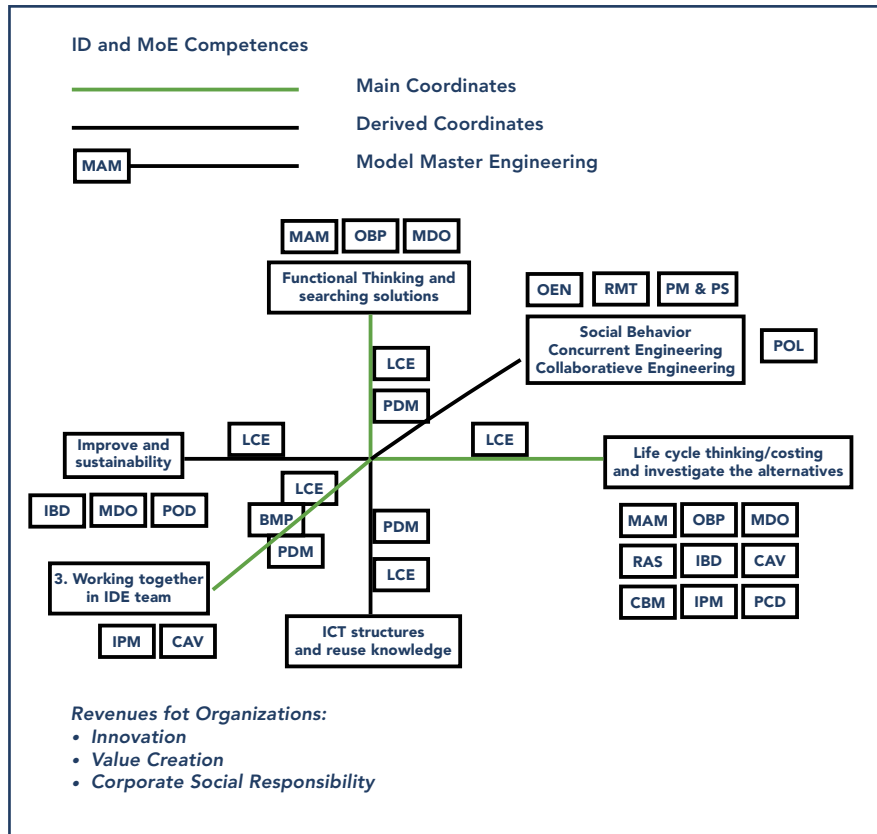 ID and MoE Competences
Main Coordinates
Derived Coordinates
MAM
Model Master Engineering
MAM OBP MDO
Functional Thinking and
searching solutions
OEN RMT PM & PS
Social Behavior
Concurrent Engineering
Collaboratieve Engineering
POL
LCE
PDM
LCE
Improve and
sustainability
LCE
Life cycle thinking/costing
and investigate the alternatives
IBD MDO POD
LCE
BMP
PDM
PDM
LCE
MAM OBP MDO
RAS IBD CAV
CBM IPM PCD
3. Working together
in IDE team
IPM CAV
ICT structures
and reuse knowledge
Revenues fot Organizations:
• Innovation
• Value Creation
• Corporate Social Responsibility